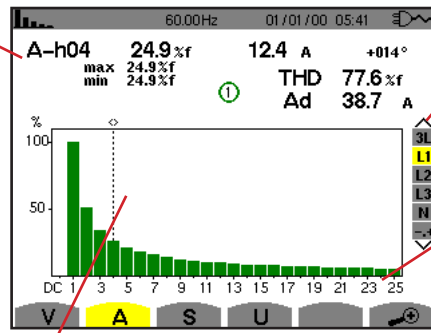 60.00Hz 01/01/00 05:41
A-h04 24.9 %f 12.4 A +014°
max 24.9%f
min 24.9%f
1
THD 77.6 %f
Ad 38.7 A
%
100
50
3L
L1
L2
L3
N
-.+
DC 1 3 5 7 9 11 13 15 17 19 21 23 25
V A S U